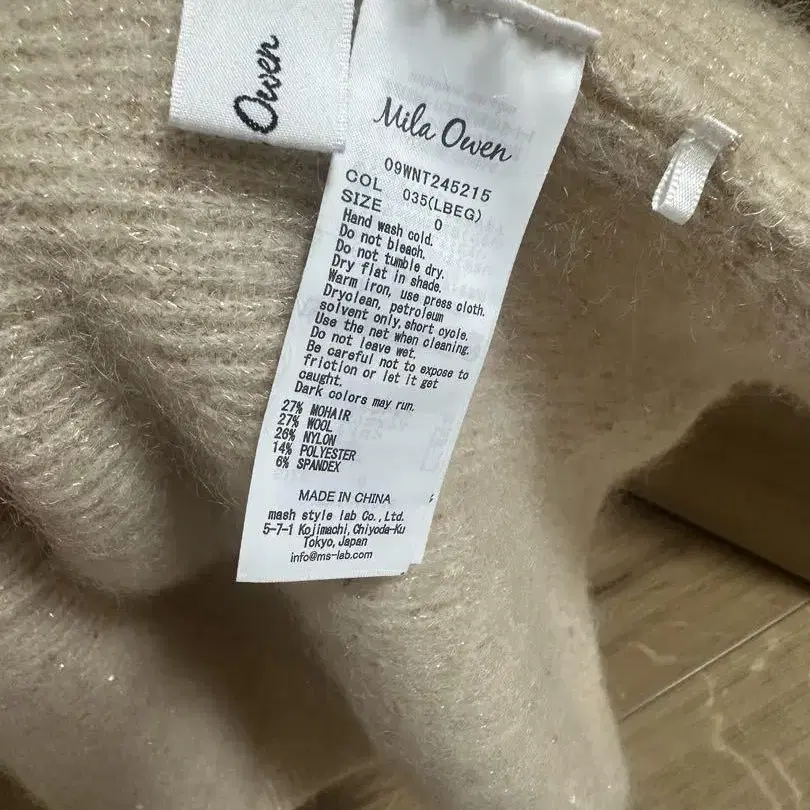 Owen
Mila Owen
09WNT245215
COL 035(LBEG)
SIZE 0
Hand wash cold.
Do not bleach.
Do not tumble dry.
Dry flat in shade.
Warm iron, use press cloth.
Dryclean, petroleum
solvent only, short cycle.
Use the net when cleaning.
Do not leave wet.
Be careful not to expose to
friction or let it get
caught.
Dark colors may run.
27% MOHAIR
27% WOOL
26% NYLON
14% POLYESTER
6% SPANDEX
MADE IN CHINA
mash style lab Co., Ltd.
5-7-1 Kojimachi, Chiyoda-Ku
Tokyo, Japan
info@ms-lab.com